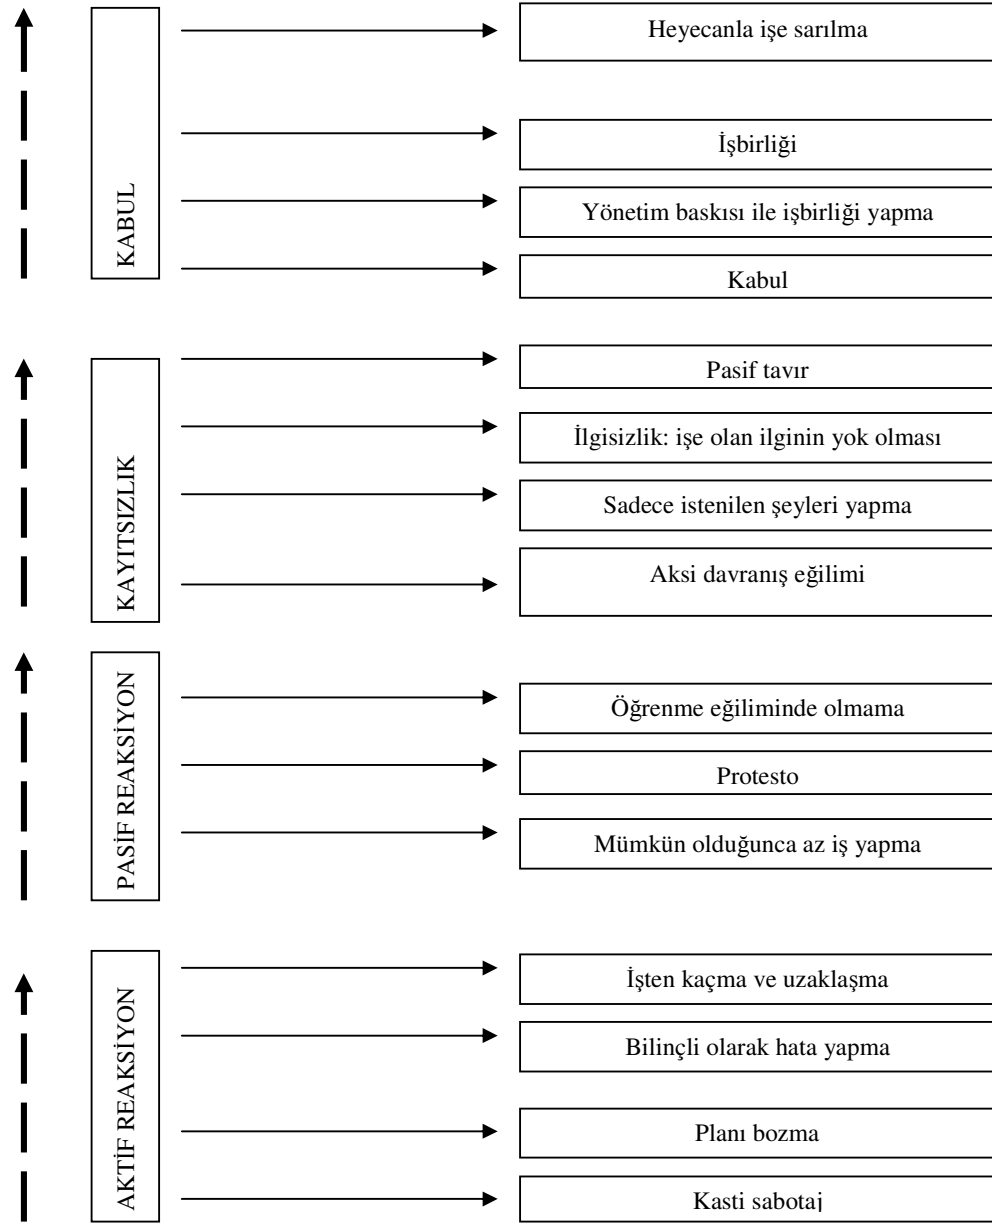 KABUL
Heyecanla işe sarılma
İşbirliği
Yönetim baskısı ile işbirliği yapma
Kabul
KAYITSIZLIK
Pasif tavır
İlgisizlik: işe olan ilginin yok olması
Sadece istenilen şeyleri yapma
Aksi davranış eğilimi
PASİF REAKSİYON
Öğrenme eğiliminde olmama
Protesto
Mümkün olduğunca az iş yapma
AKTİF REAKSİYON
İşten kaçma ve uzaklaşma
Bilinçli olarak hata yapma
Planı bozma
Kasti sabotaj